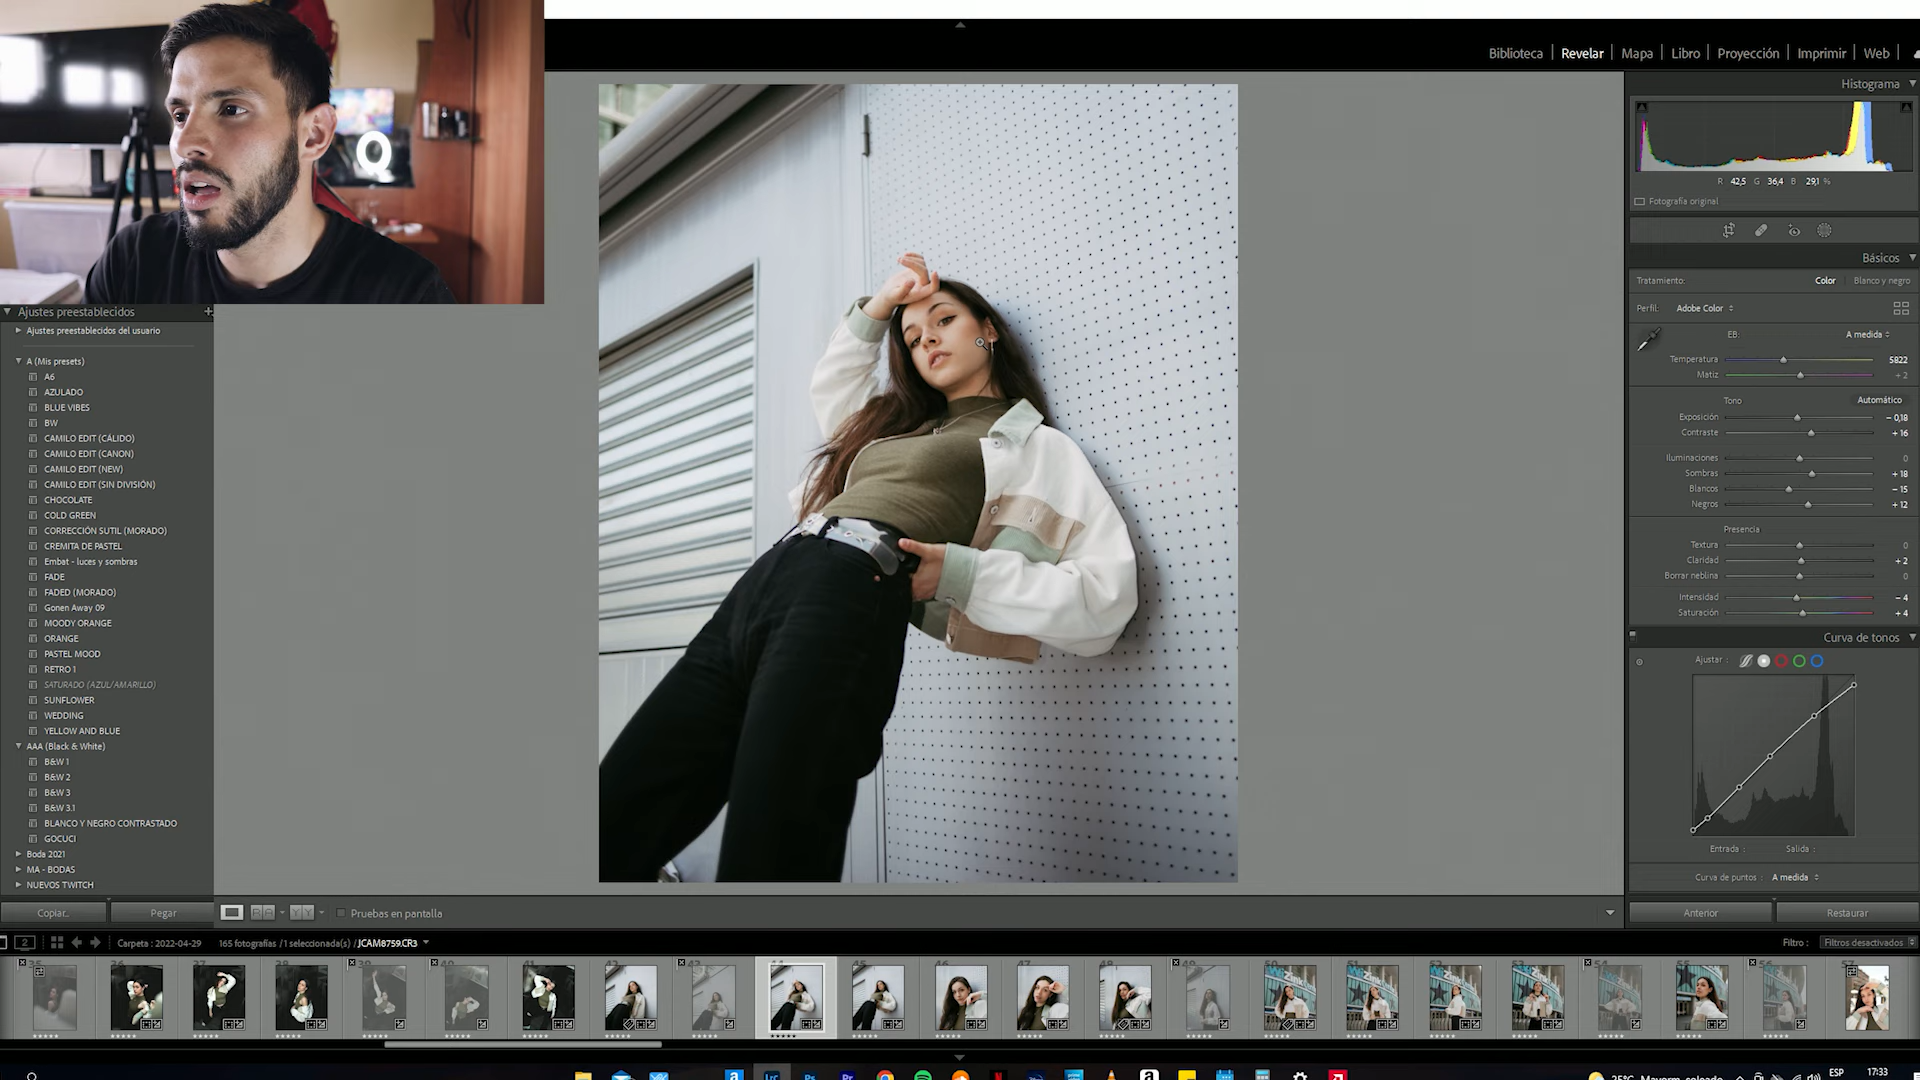 Biblioteca | Revelar | Mapa | Libro | Proyección | Imprimir | Web |
Histograma
R 42,5 G 36,4 B 29,1 %
Fotografía original
Básicos
Tratamiento: Color Blanco y negro
Perfil: Adobe Color
EB: A medida
Temperatura 5822
Matiz + 2
Tono Automático
Exposición - 0,18
Contraste + 16
Iluminaciones 0
Sombras + 18
Blancos - 15
Negros + 12
Presencia
Textura 0
Claridad + 2
Borrar neblina 0
Intensidad - 4
Saturación + 4
Curva de tonos
Ajustar :
Entrada : Salida :
Curva de puntos : A medida
Anterior Restaurar
Ajustes preestablecidos +
Ajustes preestablecidos del usuario
A (Mis presets)
A6
AZULADO
BLUE VIBES
BW
CAMILO EDIT (CÁLIDO)
CAMILO EDIT (CANON)
CAMILO EDIT (NEW)
CAMILO EDIT (SIN DIVISIÓN)
CHOCOLATE
COLD GREEN
CORRECCIÓN SUTIL (MORADO)
CREMITA DE PASTEL
Embat - luces y sombras
FADE
FADED (MORADO)
Gonen Away 09
MOODY ORANGE
ORANGE
PASTEL MOOD
RETRO 1
SATURADO (AZUL/AMARILLO)
SUNFLOWER
WEDDING
YELLOW AND BLUE
AAA (Black & White)
B&W 1
B&W 2
B&W 3
B&W 3.1
BLANCO Y NEGRO CONTRASTADO
GOCUCI
Boda 2021
MA - BODAS
NUEVOS TWITCH
Copiar... Pegar
Pruebas en pantalla
2 Carpeta : 2022-04-29 165 fotografías /1 seleccionada(s) /JCAM8759.CR3
Filtro : Filtros desactivados
ESP 17:33